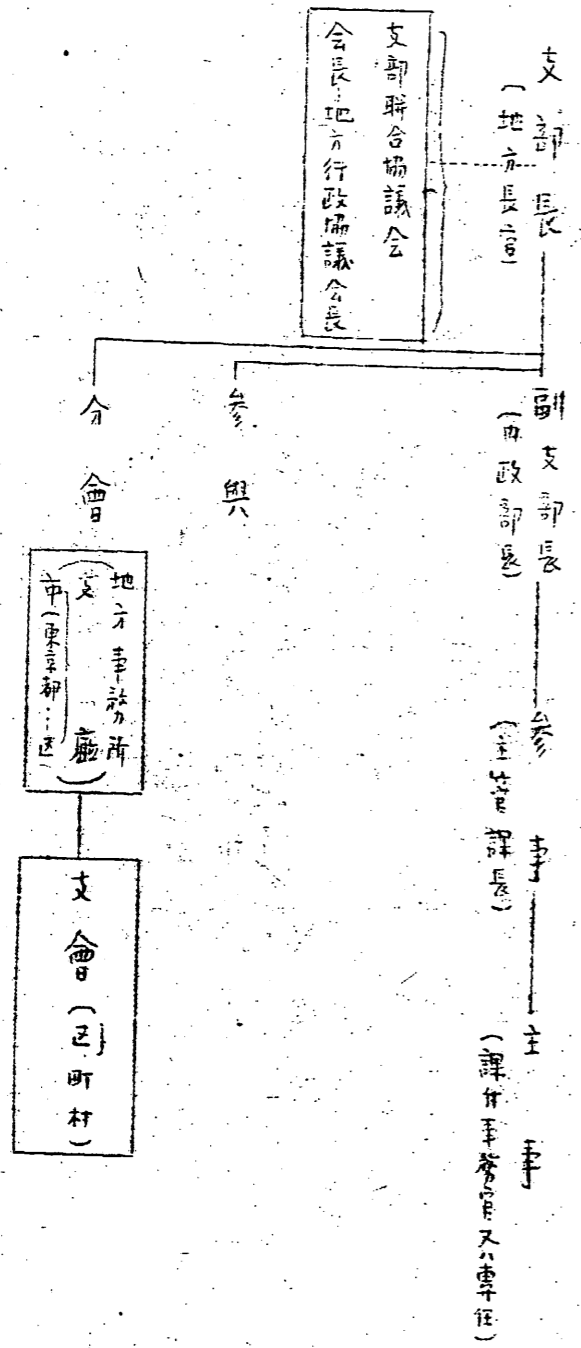 支部長
(地方長官)
支部聯合協議会
会長 地方行政協議会長
副支部長
(内政部長)
参事
(主管課長)
主事
(課付事務官又ハ専任)
参與
分會
地方事務所
支廳
市(東京都…区)
支會(区町村)